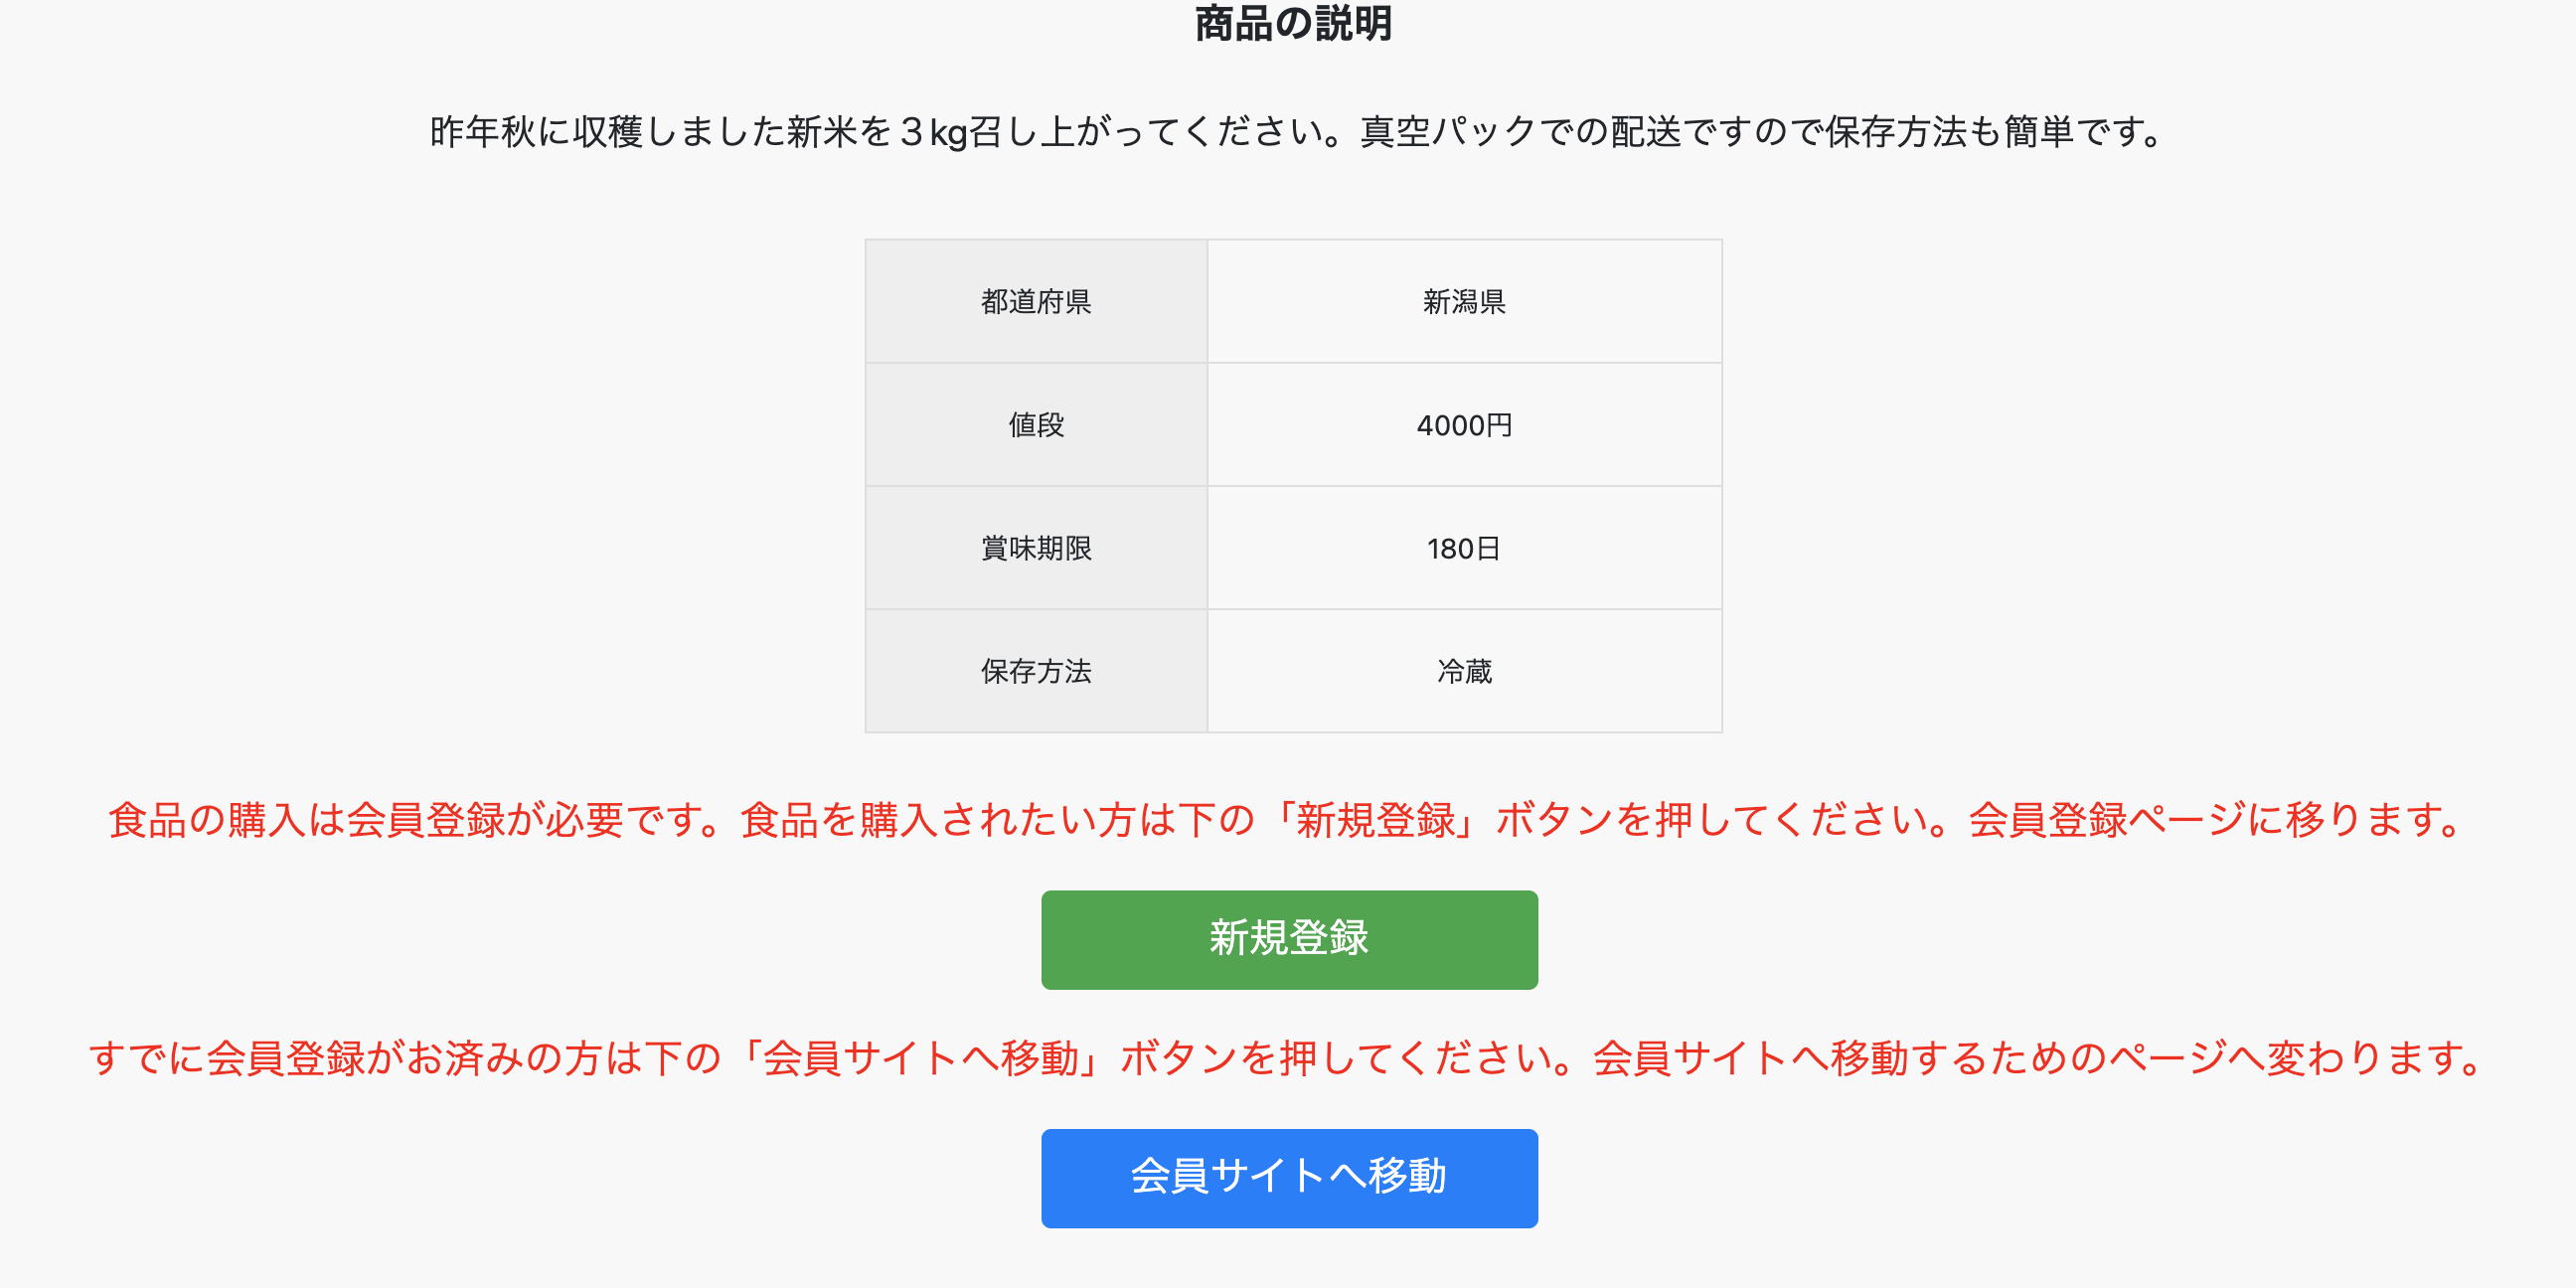 商品の説明
昨年秋に収穫しました新米を３kg召し上がってください。真空パックでの配送ですので保存方法も簡単です。
都道府県 新潟県
値段 4000円
賞味期限 180日
保存方法 冷蔵
食品の購入は会員登録が必要です。食品を購入されたい方は下の「新規登録」ボタンを押してください。会員登録ページに移ります。
新規登録
すでに会員登録がお済みの方は下の「会員サイトへ移動」ボタンを押してください。会員サイトへ移動するためのページへ変わります。
会員サイトへ移動